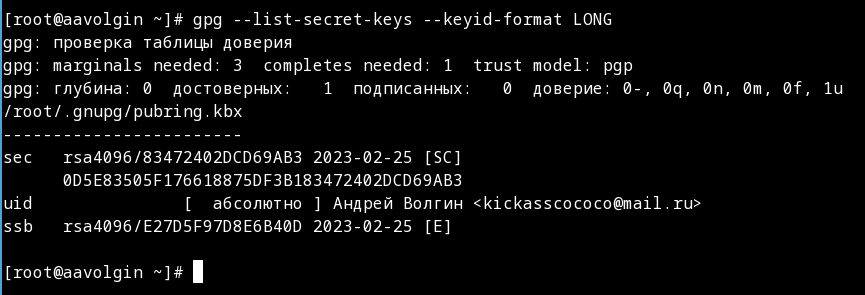 [root@aavolgin ~]# gpg --list-secret-keys --keyid-format LONG
gpg: проверка таблицы доверия
gpg: marginals needed: 3  completes needed: 1  trust model: pgp
gpg: глубина: 0  достоверных:   1  подписанных:   0  доверие: 0-, 0q, 0n, 0m, 0f, 1u
/root/.gnupg/pubring.kbx
------------------------
sec   rsa4096/83472402DCD69AB3 2023-02-25 [SC]
      0D5E83505F176618875DF3B183472402DCD69AB3
uid               [  абсолютно ] Андрей Волгин <kickasscococo@mail.ru>
ssb   rsa4096/E27D5F97D8E6B40D 2023-02-25 [E]
[root@aavolgin ~]#